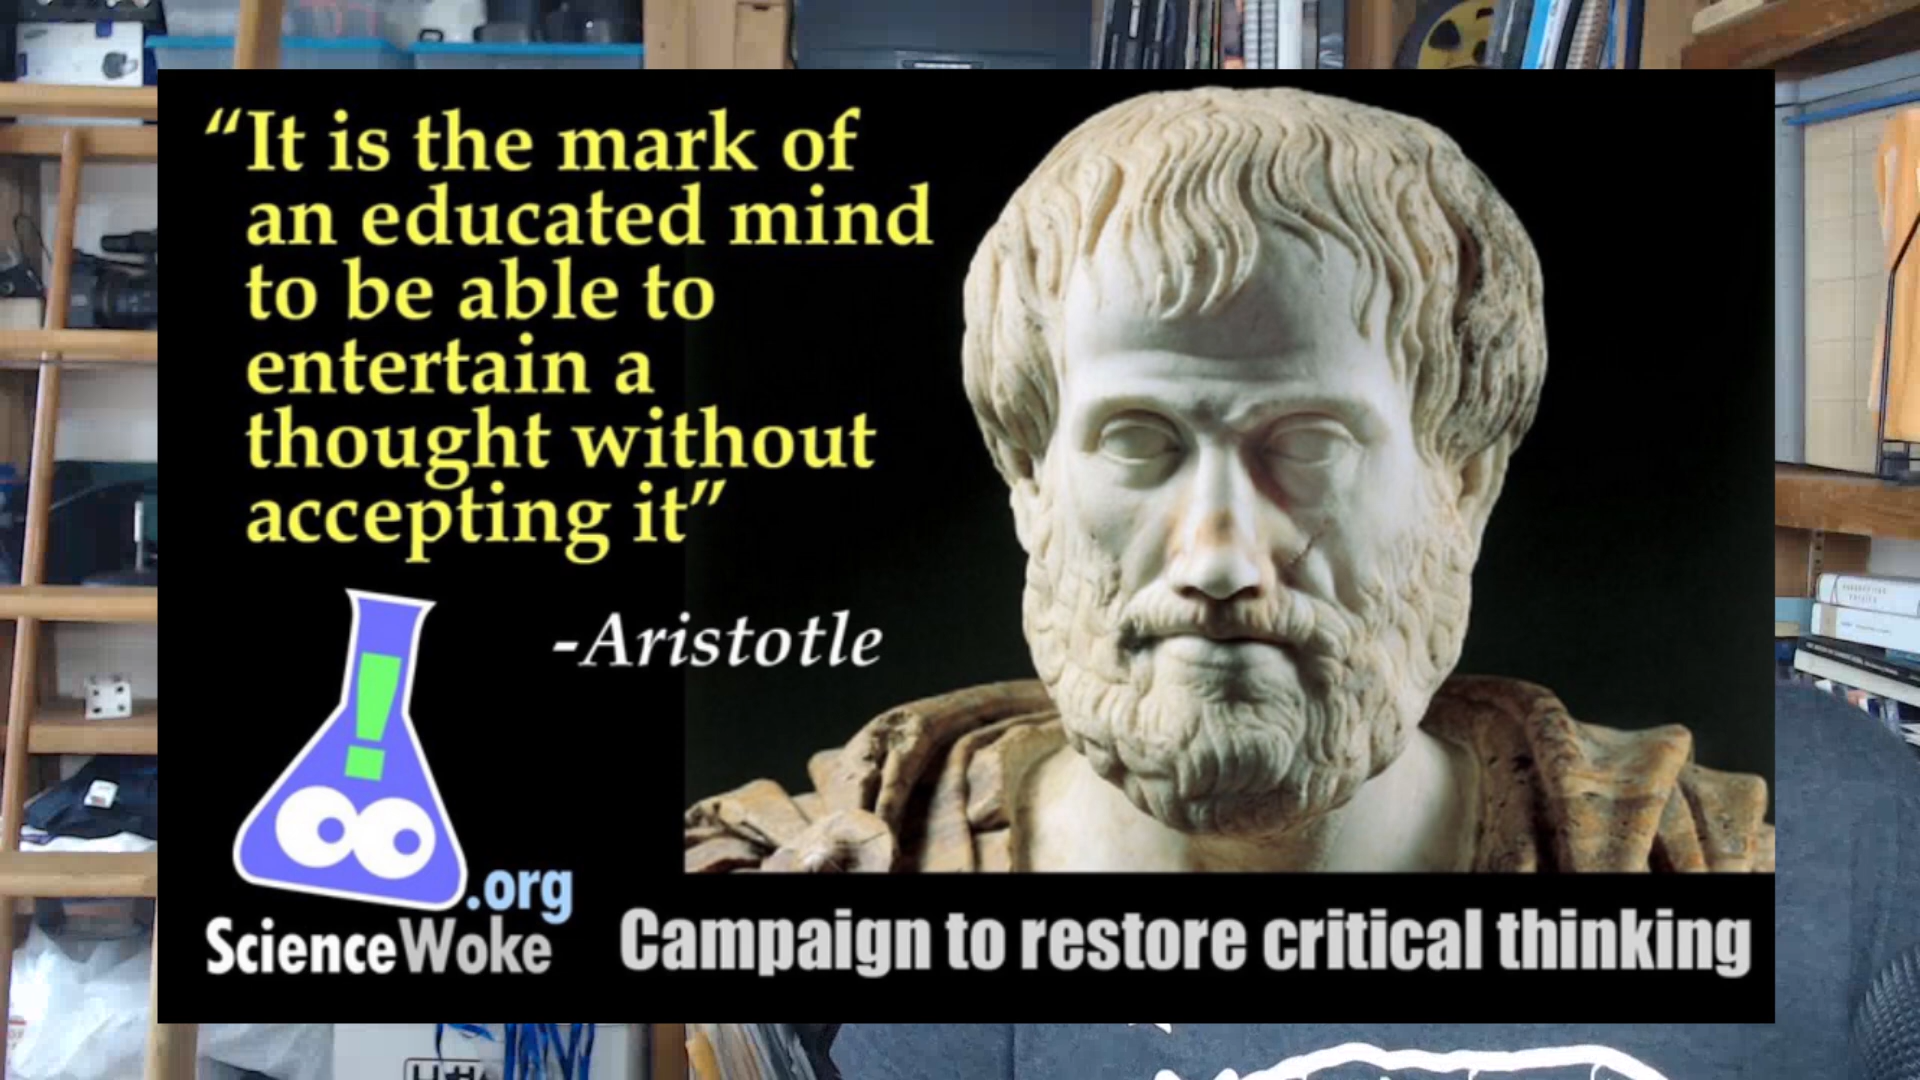 “It is the mark of
an educated mind
to be able to
entertain a
thought without
accepting it”
-Aristotle
.org
ScienceWoke
Campaign to restore critical thinking